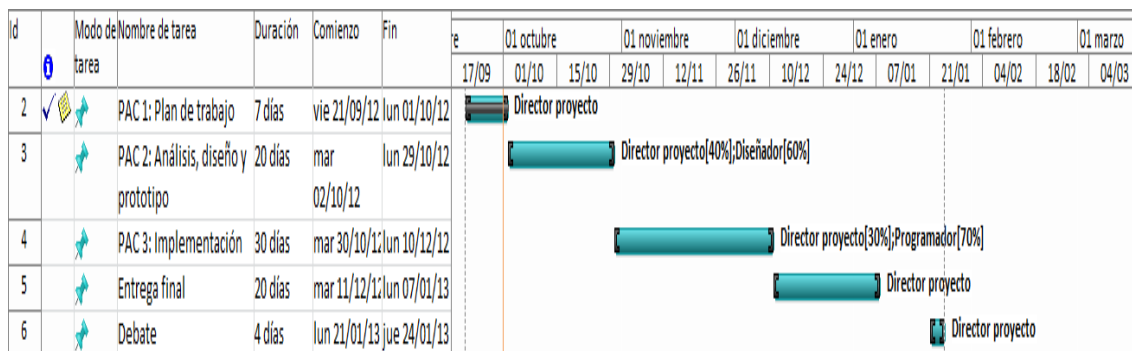 Id Modo de Nombre de tarea Duración Comienzo Fin
tarea
re 01 octubre 01 noviembre 01 diciembre 01 enero 01 febrero 01 marzo
17/09 01/10 15/10 29/10 12/11 26/11 10/12 24/12 07/01 21/01 04/02 18/02 04/03
2 PAC 1: Plan de trabajo 7 días vie 21/09/12 lun 01/10/12 Director proyecto
3 PAC 2: Análisis, diseño y 20 días mar lun 29/10/12 Director proyecto[40%];Diseñador[60%]
prototipo 02/10/12
4 PAC 3: Implementación 30 días mar 30/10/12 lun 10/12/12 Director proyecto[30%];Programador[70%]
5 Entrega final 20 días mar 11/12/12 lun 07/01/13 Director proyecto
6 Debate 4 días lun 21/01/13 jue 24/01/13 Director proyecto